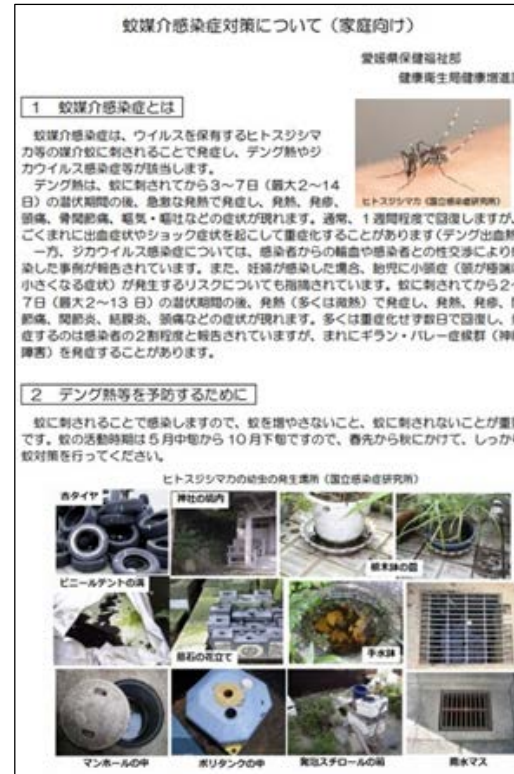 蚊媒介感染症対策について（家庭向け）
愛媛県保健福祉部
健康衛生局健康増進
1 蚊媒介感染症とは
蚊媒介感染症は、ウイルスを保有するヒトスジシマ
カ等の媒介蚊に刺されることで発症し、デング熱やジ
カウイルス感染症等が該当します。
デング熱は、蚊に刺されてから３～７日（最大２～14
日）の潜伏期間の後、急激な発熱で発症し、発熱、発疹、
頭痛、骨関節痛、嘔気・嘔吐などの症状が現れます。通常、１週間程度で回復しますが、
ヒトスジシマカ（国立感染症研究所）
ごくまれに出血症状やショック症状を起こして重症化することがあります（デング出血熱
一方、ジカウイルス感染症については、感染者からの輸血や感染者との性交渉により
染した事例が報告されています。また、妊婦が感染した場合、胎児に小頭症（頭が極端
小さくなる症状）が発生するリスクについても指摘されています。蚊に刺されてから２～
７日（最大２～13 日）の潜伏期間の後、発熱（多くは微熱）で発症し、発熱、発疹、
節痛、関節炎、結膜炎、頭痛などの症状が現れます。多くは重症化せず数日で回復し、
症するのは感染者の２割程度と報告されていますが、まれにギラン・バレー症候群（神
障害）を発症することがあります。
2 デング熱等を予防するために
蚊に刺されることで感染しますので、蚊を増やさないこと、蚊に刺されないことが重
です。蚊の活動時期は５月中旬から 10 月下旬ですので、春先から秋にかけて、しっか
蚊対策を行ってください。
ヒトスジシマカの幼虫の発生場所（国立感染症研究所）
古タイヤ
神社の境内
植木鉢の皿
ビニールテントの溝
墓石の花立て
手水鉢
マンホールの中
ポリタンクの中
発泡スチロールの箱
雨水マス